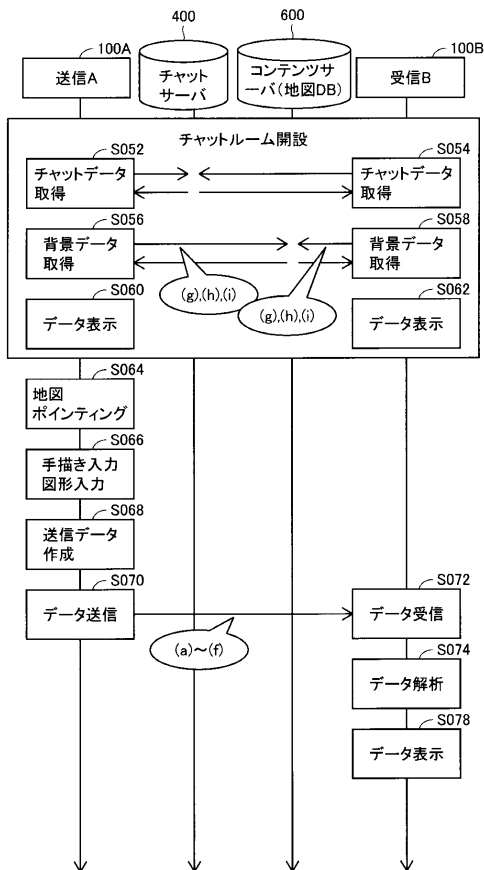 400
600
100A
100B
送信A
チャット
サーバ
コンテンツ
サーバ(地図DB)
受信B
チャットルーム開設
S052
S054
チャットデータ
取得
チャットデータ
取得
S056
S058
背景データ
取得
背景データ
取得
(g),(h),(i)
(g),(h),(i)
S060
S062
データ表示
データ表示
S064
地図
ポインティング
S066
手描き入力
図形入力
S068
送信データ
作成
S070
S072
データ送信
データ受信
(a)～(f)
S074
データ解析
S078
データ表示